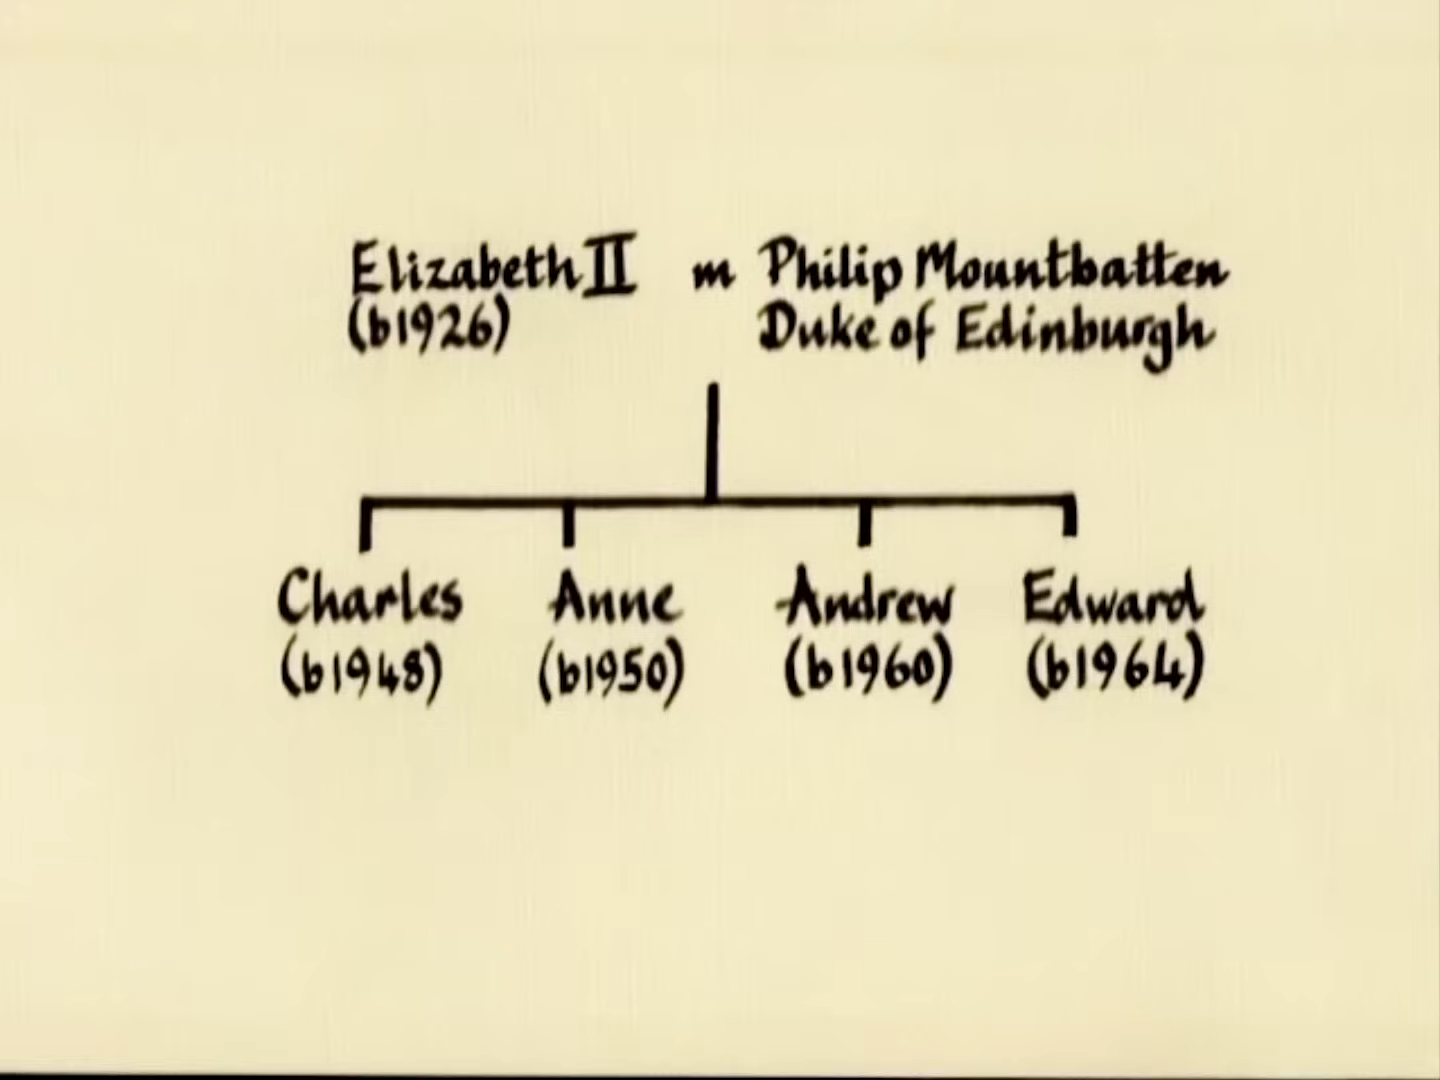 Elizabeth II m Philip Mountbatten
(b1926) Duke of Edinburgh
Charles Anne Andrew Edward
(b1948) (b1950) (b1960) (b1964)